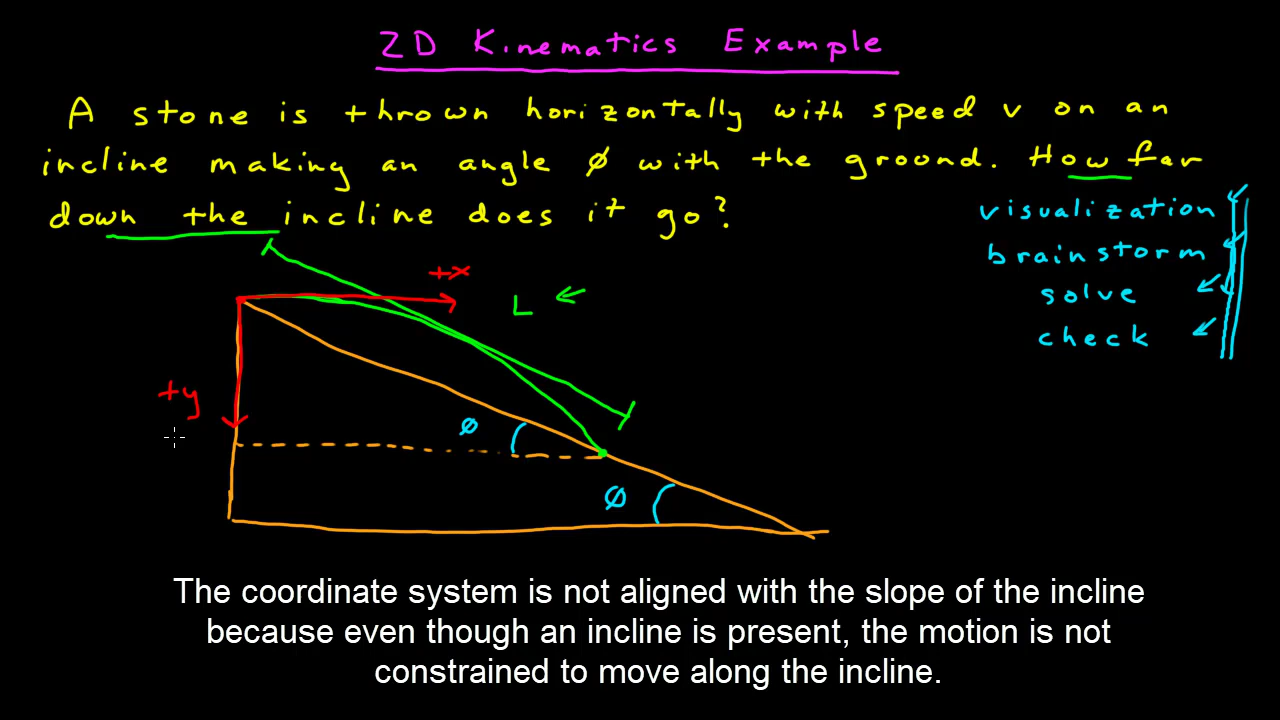 2D Kinematics Example
A stone is thrown horizontally with speed v on an
incline making an angle ϕ with the ground. How far
down the incline does it go?
visualization
brainstorm
solve
check
+x
L
+y
ϕ
ϕ
The coordinate system is not aligned with the slope of the incline
because even though an incline is present, the motion is not
constrained to move along the incline.